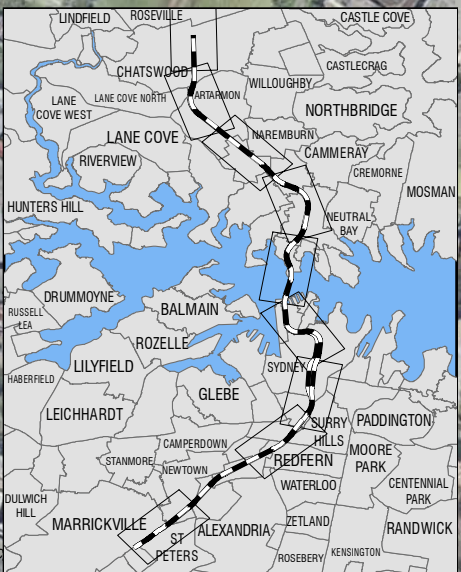 LINDFIELD
ROSEVILLE
CASTLE COVE
CHATSWOOD
CASTLECRAG
WILLOUGHBY
LANE
COVE WEST
LANE COVE NORTH
ARTARMON
NORTHBRIDGE
LANE COVE
NAREMBURN
RIVERVIEW
CAMMERAY
CREMORNE
MOSMAN
HUNTERS HILL
NEUTRAL
BAY
DRUMMOYNE
RUSSELL
LEA
BALMAIN
ROZELLE
LILYFIELD
SYDNEY
HABERFIELD
GLEBE
LEICHHARDT
SURRY
HILLS
PADDINGTON
CAMPERDOWN
STANMORE
NEWTOWN
REDFERN
MOORE
PARK
WATERLOO
CENTENNIAL
PARK
DULWICH
HILL
MARRICKVILLE
ST
PETERS
ALEXANDRIA
ZETLAND
RANDWICK
ROSEBERY
KENSINGTON